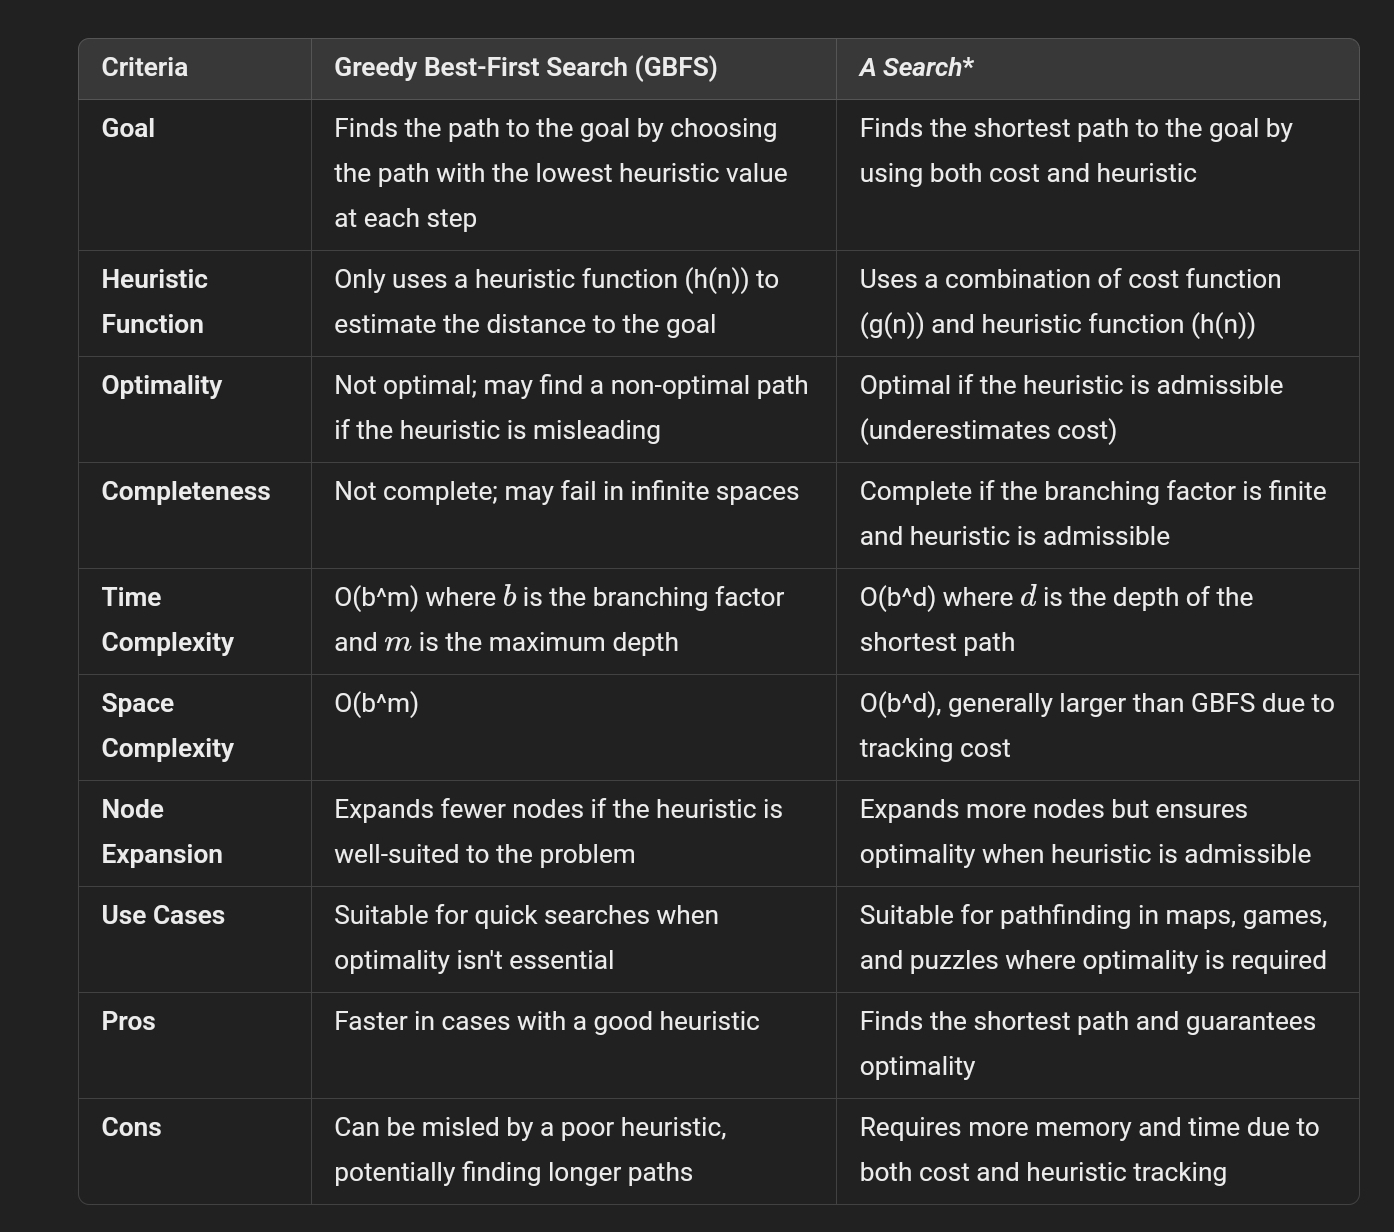 Criteria
Greedy Best-First Search (GBFS)
A Search*
Goal
Finds the path to the goal by choosing
the path with the lowest heuristic value
at each step
Finds the shortest path to the goal by
using both cost and heuristic
Heuristic
Function
Only uses a heuristic function (h(n)) to
estimate the distance to the goal
Uses a combination of cost function
(g(n)) and heuristic function (h(n))
Optimality
Not optimal; may find a non-optimal path
if the heuristic is misleading
Optimal if the heuristic is admissible
(underestimates cost)
Completeness
Not complete; may fail in infinite spaces
Complete if the branching factor is finite
and heuristic is admissible
Time
Complexity
O(b^m) where b is the branching factor
and m is the maximum depth
O(b^d) where d is the depth of the
shortest path
Space
Complexity
O(b^m)
O(b^d), generally larger than GBFS due to
tracking cost
Node
Expansion
Expands fewer nodes if the heuristic is
well-suited to the problem
Expands more nodes but ensures
optimality when heuristic is admissible
Use Cases
Suitable for quick searches when
optimality isn't essential
Suitable for pathfinding in maps, games,
and puzzles where optimality is required
Pros
Faster in cases with a good heuristic
Finds the shortest path and guarantees
optimality
Cons
Can be misled by a poor heuristic,
potentially finding longer paths
Requires more memory and time due to
both cost and heuristic tracking